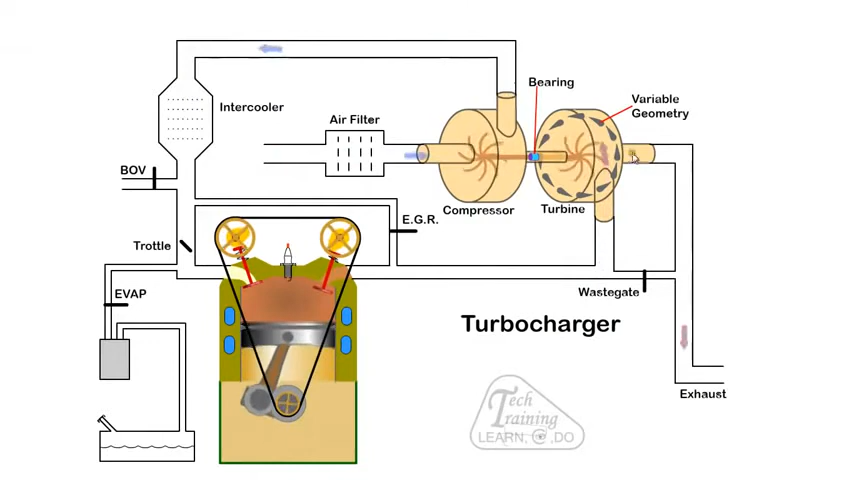 Bearing
Variable
Geometry
Intercooler
Air Filter
BOV
Compressor
Turbine
E.G.R.
Trottle
EVAP
Wastegate
Turbocharger
Exhaust
Tech
Training
LEARN, DO